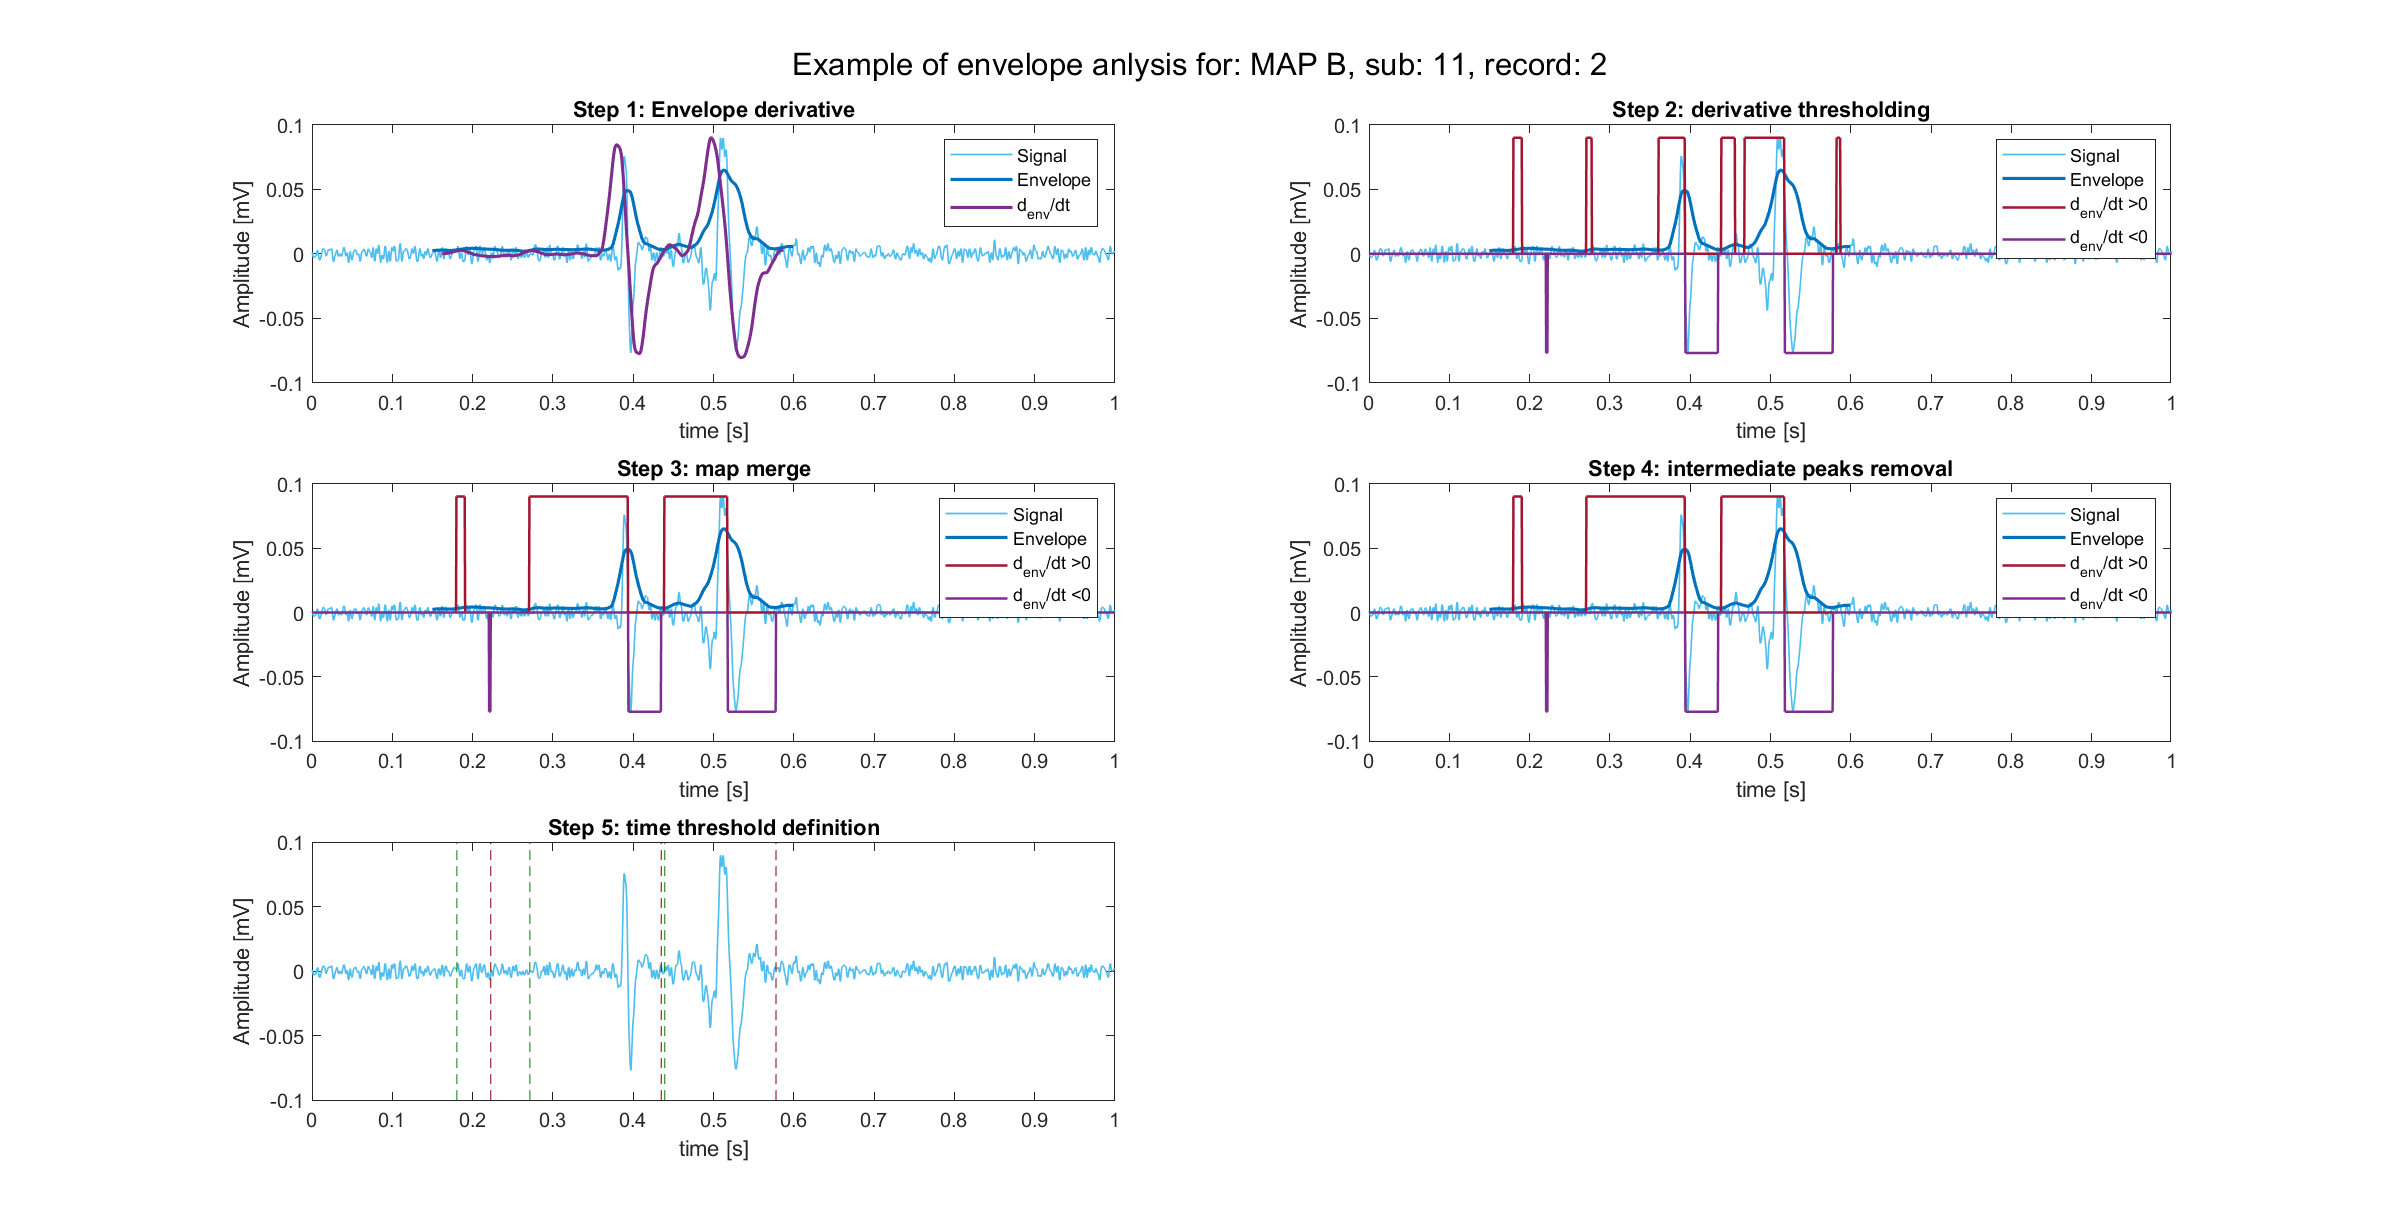 Example of envelope anlysis for: MAP B, sub: 11, record: 2
Step 1: Envelope derivative
0.1
0.05
0
-0.05
-0.1
Amplitude [mV]
0 0.1 0.2 0.3 0.4 0.5 0.6 0.7 0.8 0.9 1
time [s]
Signal
Envelope
d_env/dt
Step 2: derivative thresholding
0.1
0.05
0
-0.05
-0.1
Amplitude [mV]
0 0.1 0.2 0.3 0.4 0.5 0.6 0.7 0.8 0.9 1
time [s]
Signal
Envelope
d_env/dt >0
d_env/dt <0
Step 3: map merge
0.1
0.05
0
-0.05
-0.1
Amplitude [mV]
0 0.1 0.2 0.3 0.4 0.5 0.6 0.7 0.8 0.9 1
time [s]
Signal
Envelope
d_env/dt >0
d_env/dt <0
Step 4: intermediate peaks removal
0.1
0.05
0
-0.05
-0.1
Amplitude [mV]
0 0.1 0.2 0.3 0.4 0.5 0.6 0.7 0.8 0.9 1
time [s]
Signal
Envelope
d_env/dt >0
d_env/dt <0
Step 5: time threshold definition
0.1
0.05
0
-0.05
-0.1
Amplitude [mV]
0 0.1 0.2 0.3 0.4 0.5 0.6 0.7 0.8 0.9 1
time [s]